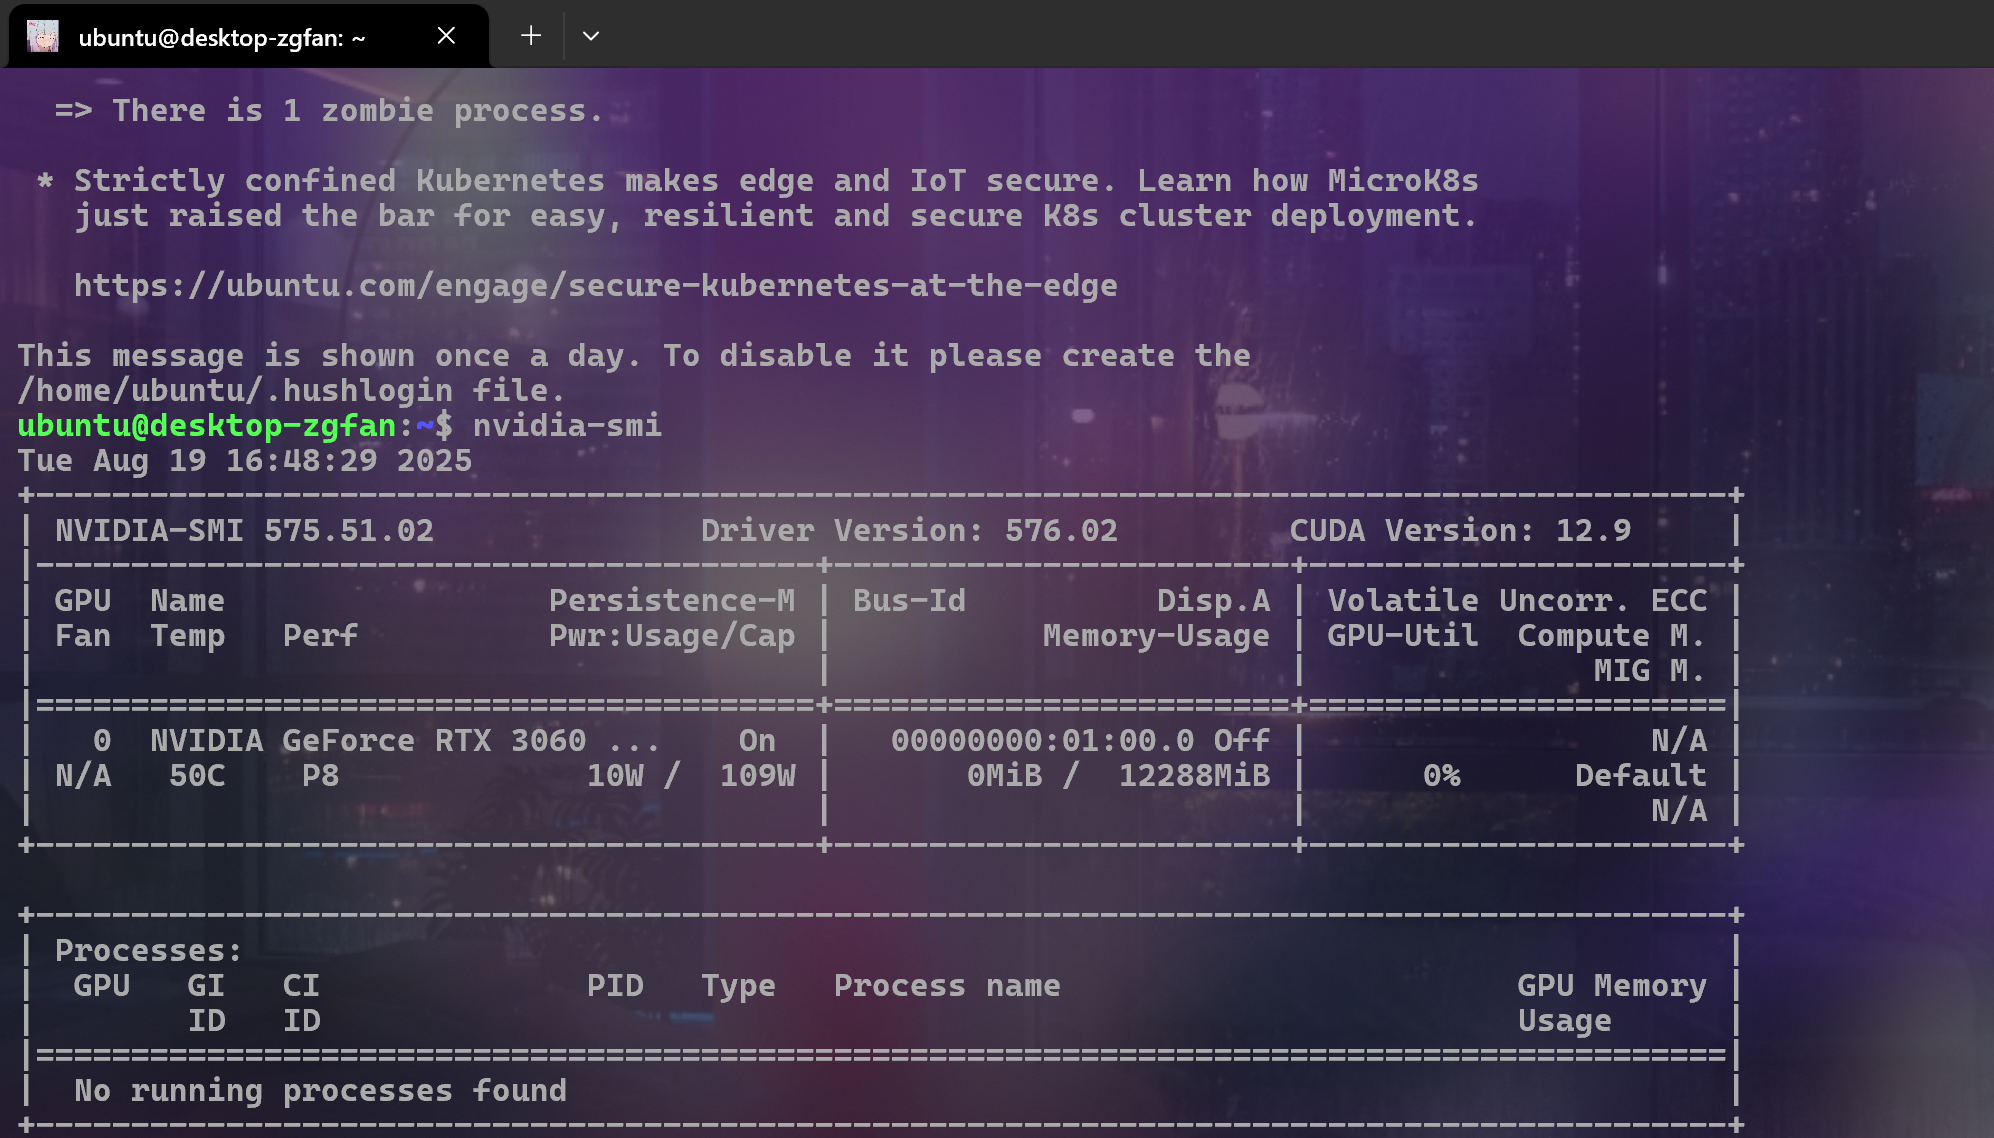 ubuntu@desktop-zgfan: ~
=> There is 1 zombie process.
* Strictly confined Kubernetes makes edge and IoT secure. Learn how MicroK8s
just raised the bar for easy, resilient and secure K8s cluster deployment.
https://ubuntu.com/engage/secure-kubernetes-at-the-edge
This message is shown once a day. To disable it please create the
/home/ubuntu/.hushlogin file.
ubuntu@desktop-zgfan:~$ nvidia-smi
Tue Aug 19 16:48:29 2025
+-----------------------------------------------------------------------------------------+
| NVIDIA-SMI 575.51.02              Driver Version: 576.02         CUDA Version: 12.9     |
|-----------------------------------------+------------------------+----------------------+
| GPU  Name                 Persistence-M | Bus-Id          Disp.A | Volatile Uncorr. ECC |
| Fan  Temp   Perf          Pwr:Usage/Cap |           Memory-Usage | GPU-Util  Compute M. |
|                                         |                        |               MIG M. |
|=========================================+========================+======================|
|   0  NVIDIA GeForce RTX 3060 ...    On  |   00000000:01:00.0 Off |                  N/A |
| N/A   50C    P8             10W /  109W |       0MiB /  12288MiB |      0%      Default |
|                                         |                        |                  N/A |
+-----------------------------------------+------------------------+----------------------+
+-----------------------------------------------------------------------------------------+
| Processes:                                                                              |
|  GPU   GI   CI              PID   Type   Process name                        GPU Memory |
|        ID   ID                                                               Usage      |
|=========================================================================================|
|  No running processes found                                                             |
+-----------------------------------------------------------------------------------------+